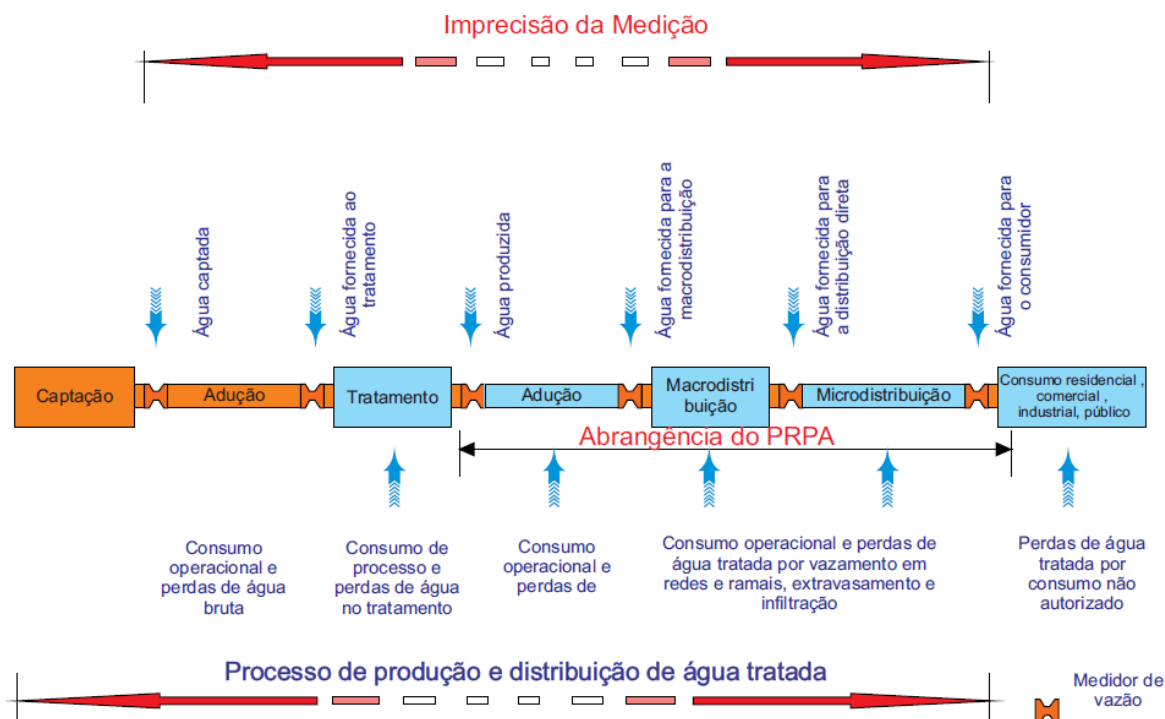 Imprecisão da Medição
Água captada
Água fornecida ao
tratamento
Água produzida
Água fornecida para a
macrodistribuição
Água fornecida para
a distribuição direta
Água fornecida para
o consumidor
Captação
Adução
Tratamento
Adução
Macrodistri
buição
Microdistribuição
Consumo residencial ,
comercial ,
industrial, público
Abrangência do PRPA
Consumo
operacional e
perdas de água
bruta
Consumo de
processo e
perdas de água
no tratamento
Consumo
operacional e
perdas de
Consumo operacional e perdas de
água tratada por vazamento em
redes e ramais, extravasamento e
infiltração
Perdas de água
tratada por
consumo não
autorizado
Processo de produção e distribuição de água tratada
Medidor de
vazão